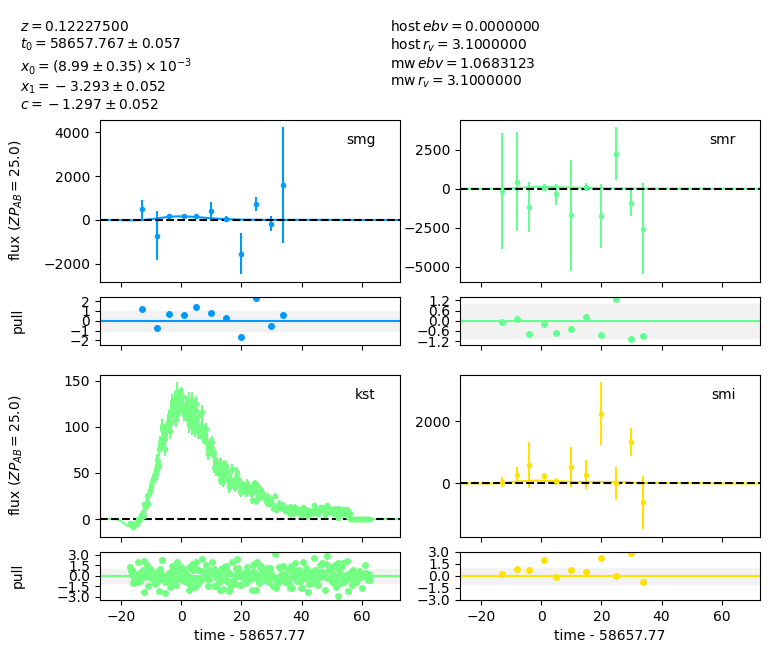 z = 0.12227500
t₀ = 58657.767 ± 0.057
x₀ = (8.99 ± 0.35) × 10⁻³
x₁ = −3.293 ± 0.052
c = −1.297 ± 0.052
host ebv = 0.0000000
host r_v = 3.1000000
mw ebv = 1.0683123
mw r_v = 3.1000000
flux (ZP_AB = 25.0)
4000
2000
0
−2000
smg
2500
0
−2500
−5000
smr
pull
2
1
0
−1
−2
1.2
0.6
0.0
−0.6
−1.2
flux (ZP_AB = 25.0)
150
100
50
0
kst
2000
0
smi
pull
3.0
1.5
0.0
−1.5
−3.0
3.0
1.5
0.0
−1.5
−3.0
−20 0 20 40 60
−20 0 20 40 60
time - 58657.77
time - 58657.77